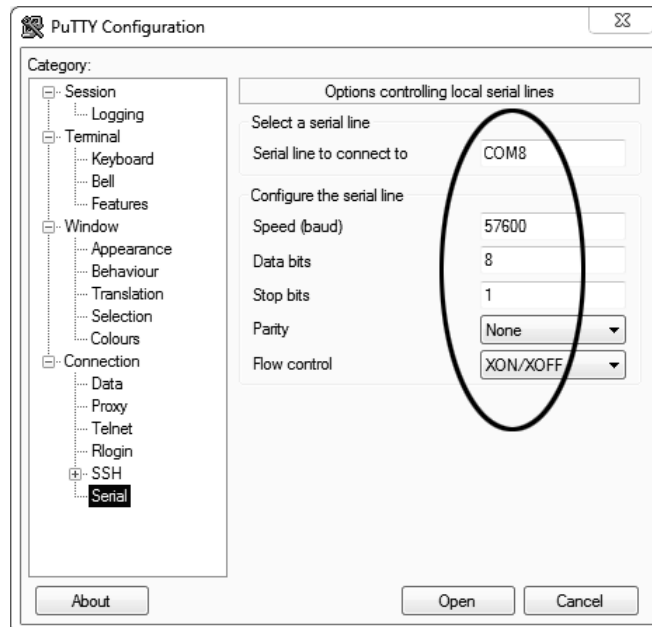 PuTTY Configuration
Category:
Session
Logging
Terminal
Keyboard
Bell
Features
Window
Appearance
Behaviour
Translation
Selection
Colours
Connection
Data
Proxy
Telnet
Rlogin
SSH
Serial
Options controlling local serial lines
Select a serial line
Serial line to connect to COM8
Configure the serial line
Speed (baud) 57600
Data bits 8
Stop bits 1
Parity None
Flow control XON/XOFF
About Open Cancel